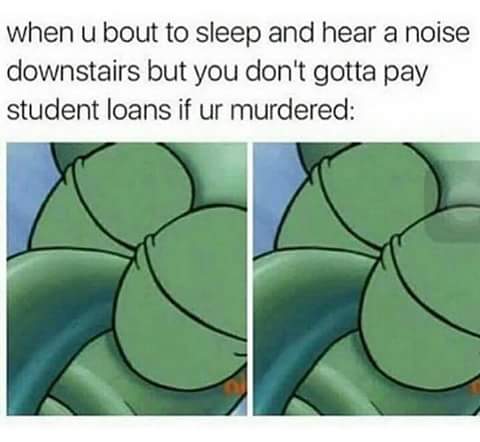 when u bout to sleep and hear a noise
downstairs but you don't gotta pay
student loans if ur murdered: